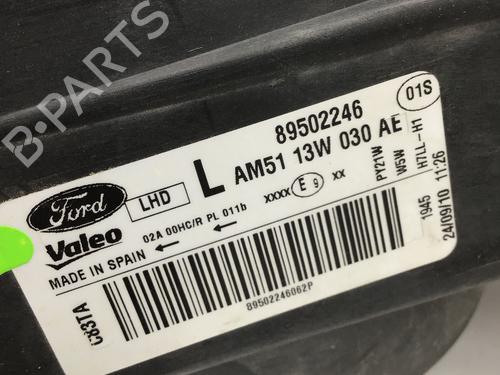 01S
89502246
Ford
LHD
L
AM51 13W 030 AE
PY21W
W5W
H7LL-H1
Valeo
02A 00HC/R PL 011b
xxxx E 9 xx
MADE IN SPAIN
1945
24/09/10 11:26
C83TA
89502246062P
B-PARTS